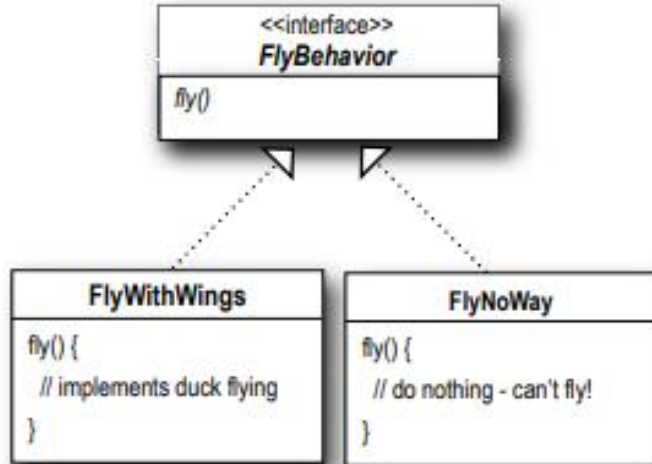 <<interface>>
FlyBehavior
fly()
FlyWithWings
fly() {
// implements duck flying
}
FlyNoWay
fly() {
// do nothing - can't fly!
}